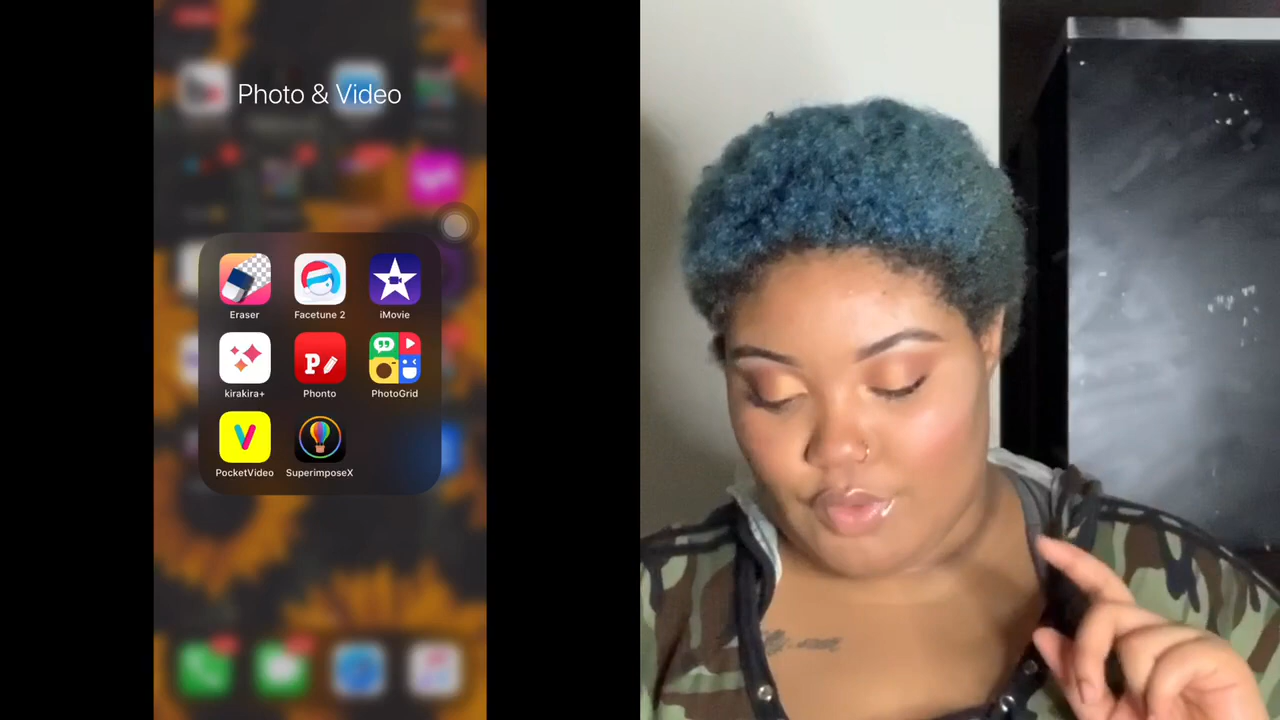 Photo & Video
Eraser
Facetune 2
iMovie
kirakira+
Phonto
PhotoGrid
PocketVideo
SuperimposeX